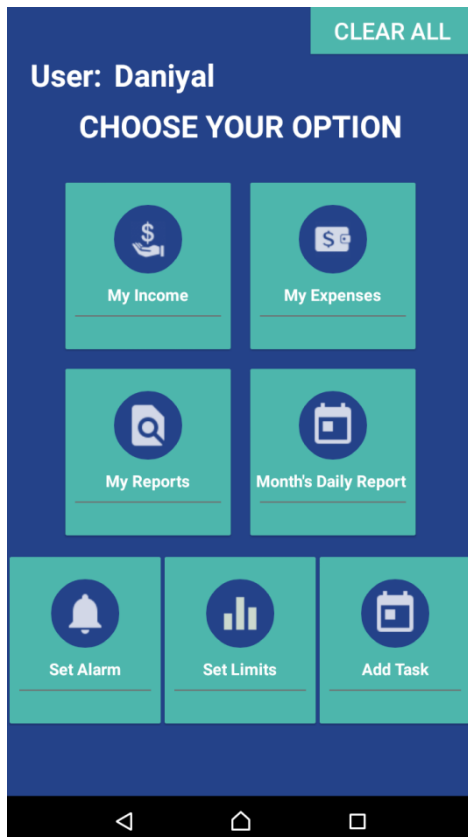 CLEAR ALL
User: Daniyal
CHOOSE YOUR OPTION
$
$
My Income
My Expenses
My Reports
Month's Daily Report
Set Alarm
Set Limits
Add Task